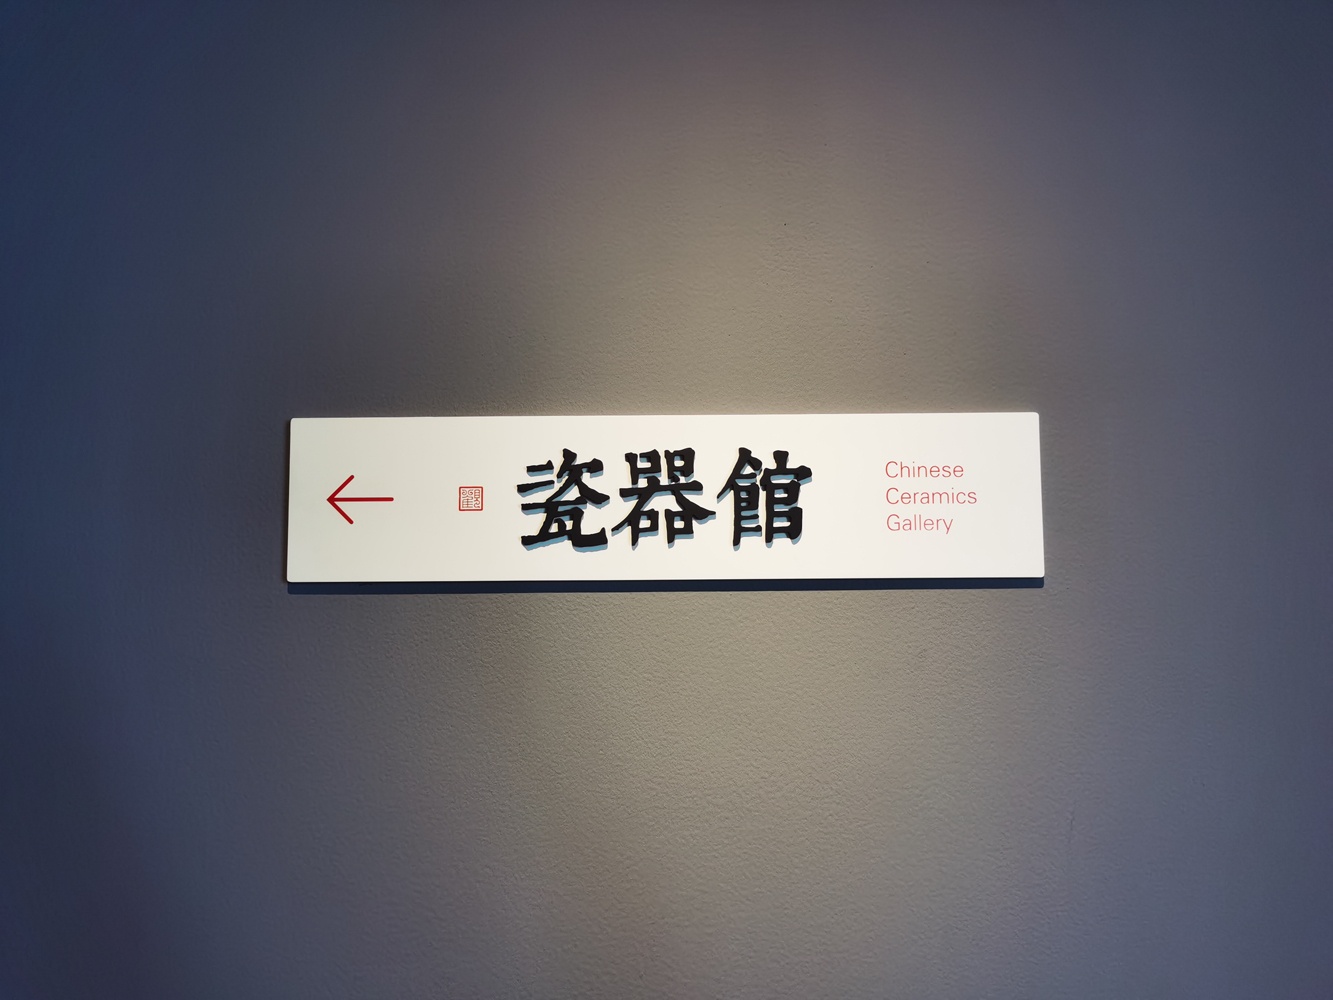 瓷器館
Chinese
Ceramics
Gallery